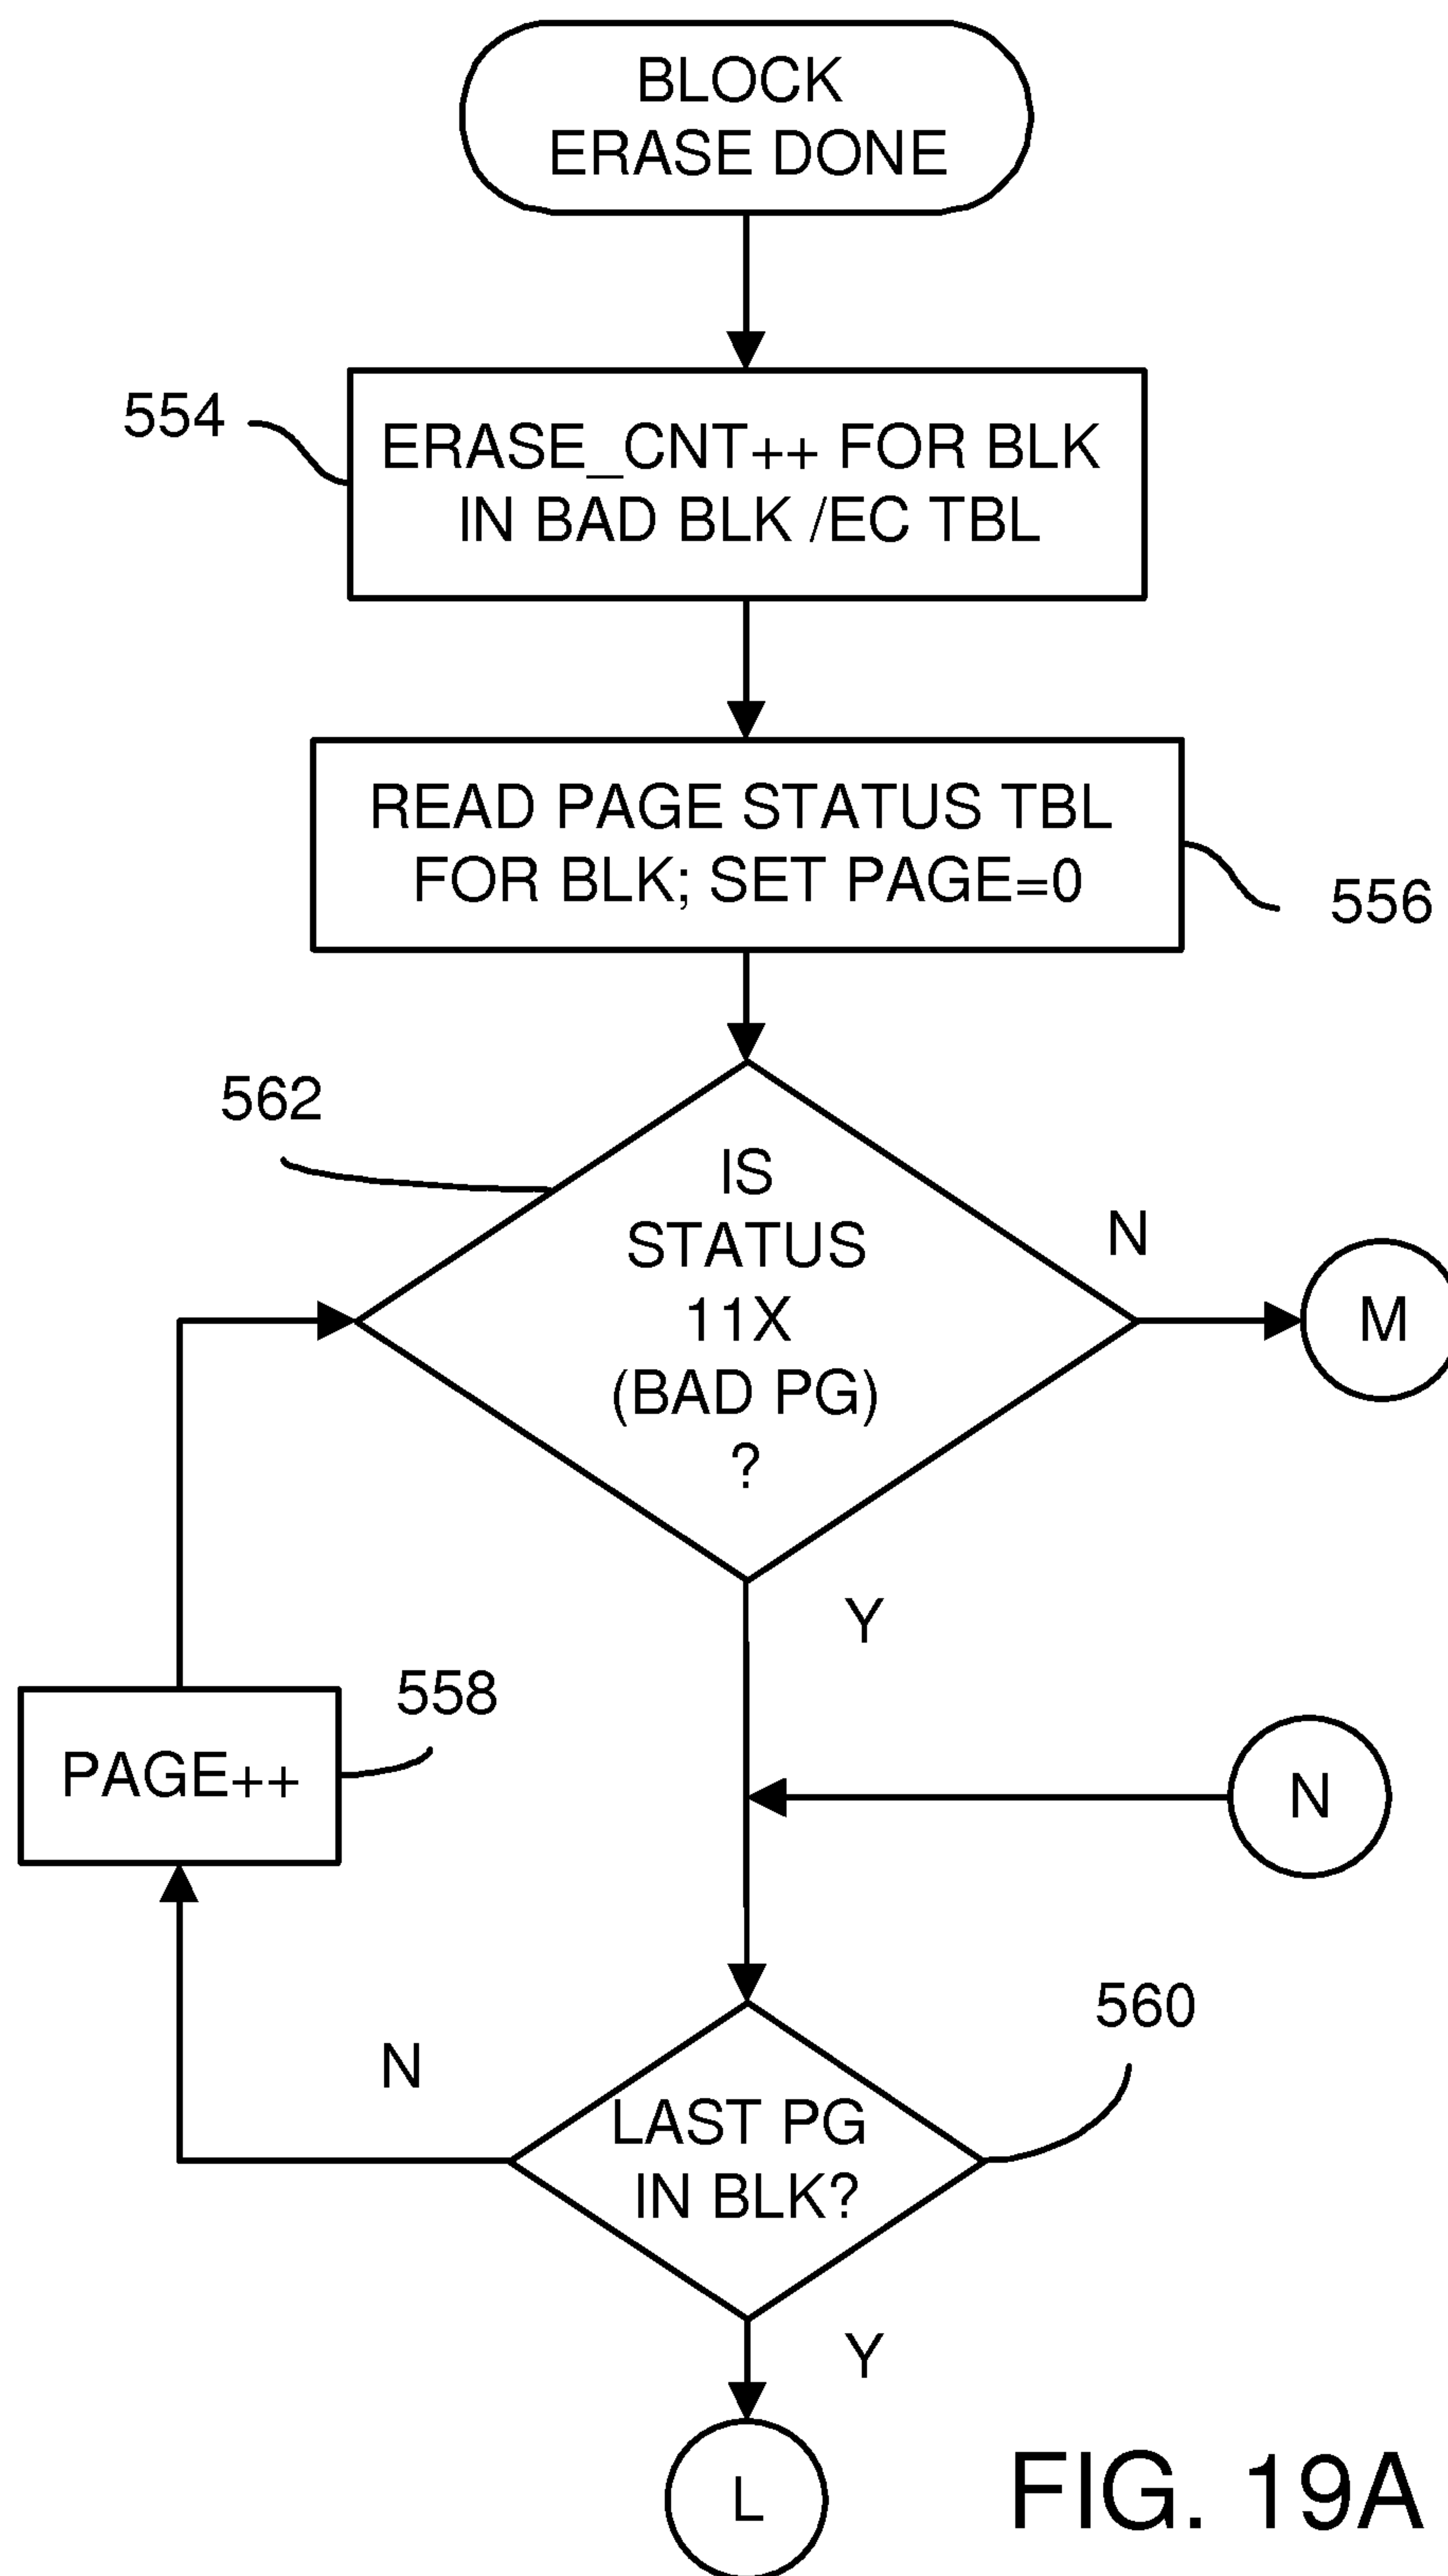 BLOCK
ERASE DONE
554
ERASE_CNT++ FOR BLK
IN BAD BLK /EC TBL
READ PAGE STATUS TBL
FOR BLK; SET PAGE=0
556
562
IS
STATUS
11X
(BAD PG)
?
N
M
Y
558
PAGE++
N
560
N
LAST PG
IN BLK?
Y
L
FIG. 19A